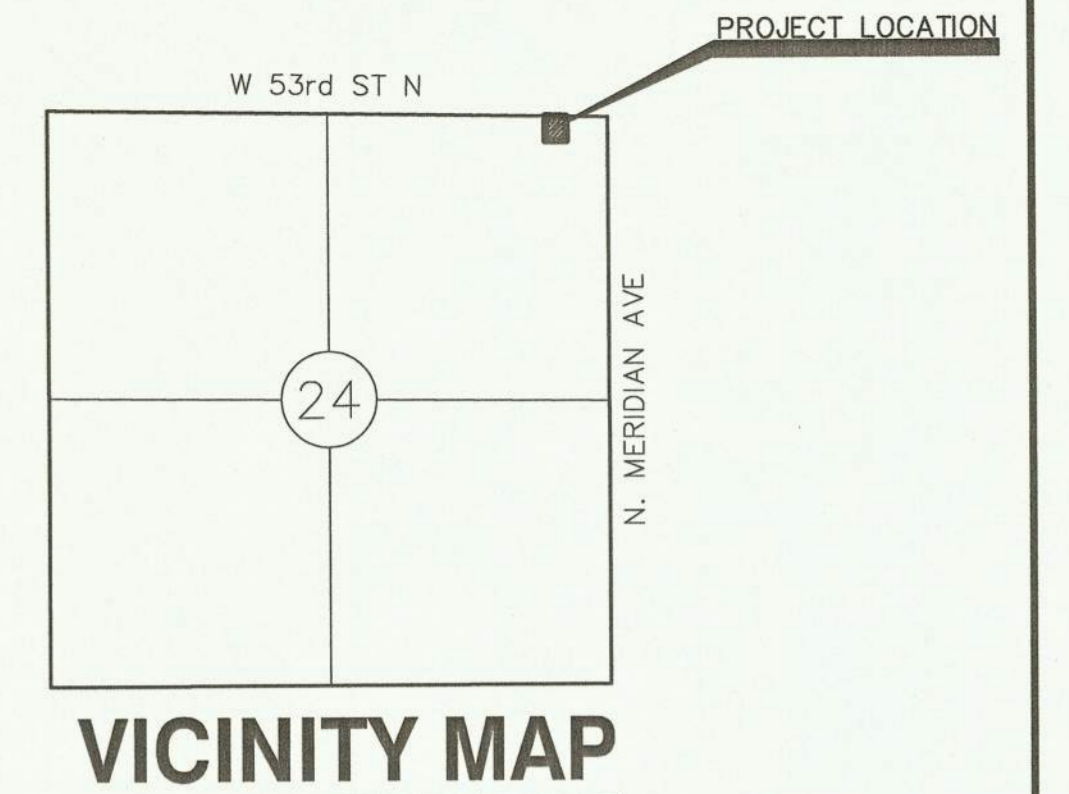 PROJECT LOCATION
W 53rd ST N
24
N. MERIDIAN AVE
VICINITY MAP